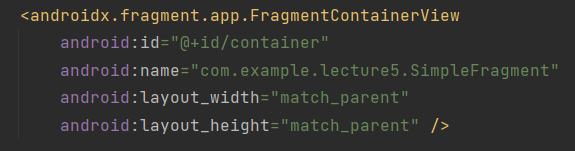 <androidx.fragment.app.FragmentContainerView
android:id="@+id/container"
android:name="com.example.lecture5.SimpleFragment"
android:layout_width="match_parent"
android:layout_height="match_parent" />